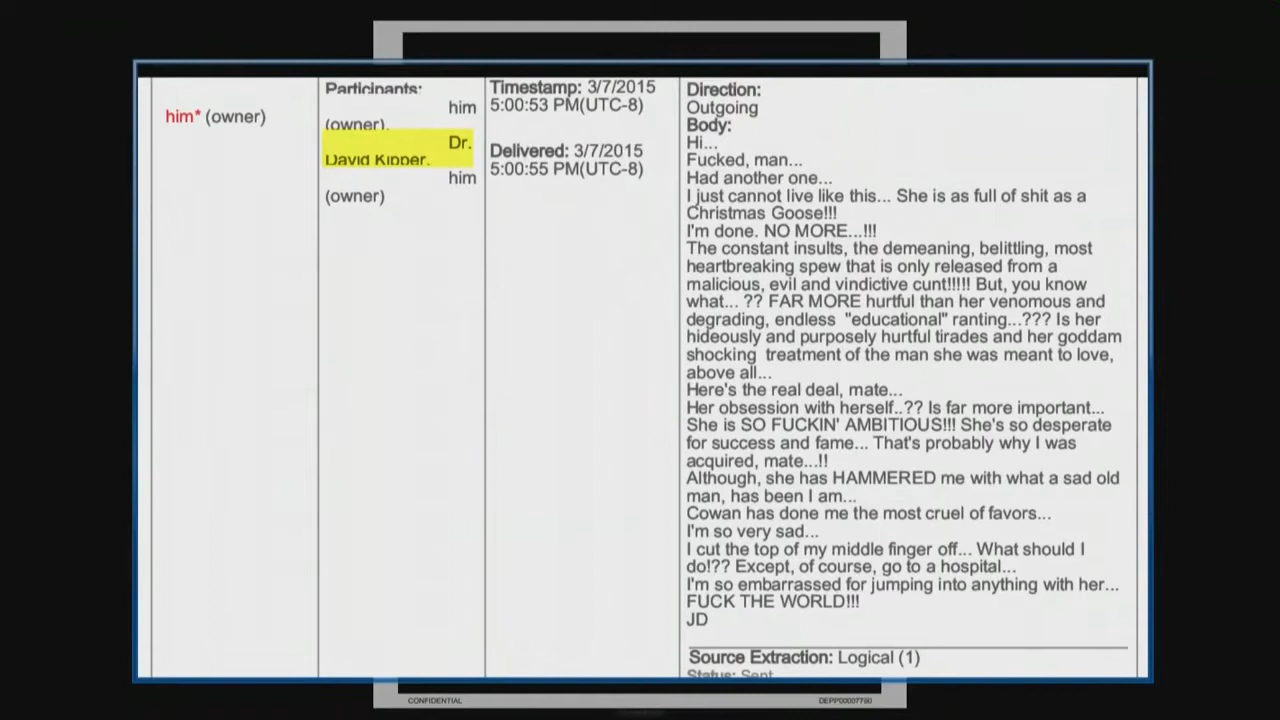 him* (owner)
Participants:
him
(owner),
Dr.
David Kipper,
him
(owner)
Timestamp: 3/7/2015
5:00:53 PM(UTC-8)
Delivered: 3/7/2015
5:00:55 PM(UTC-8)
Direction:
Outgoing
Body:
Hi...
Fucked, man...
Had another one...
I just cannot live like this... She is as full of shit as a
Christmas Goose!!!
I'm done. NO MORE...!!!
The constant insults, the demeaning, belittling, most
heartbreaking spew that is only released from a
malicious, evil and vindictive cunt!!!!! But, you know
what... ?? FAR MORE hurtful than her venomous and
degrading, endless  "educational" ranting...??? Is her
hideously and purposely hurtful tirades and her goddam
shocking  treatment of the man she was meant to love,
above all...
Here's the real deal, mate...
Her obsession with herself..?? Is far more important...
She is SO FUCKIN' AMBITIOUS!!! She's so desperate
for success and fame... That's probably why I was
acquired, mate...!!
Although, she has HAMMERED me with what a sad old
man, has been I am...
Cowan has done me the most cruel of favors...
I'm so very sad...
I cut the top of my middle finger off... What should I
do!?? Except, of course, go to a hospital...
I'm so embarrassed for jumping into anything with her...
FUCK THE WORLD!!!
JD
Source Extraction: Logical (1)
Status: Sent
CONFIDENTIAL
DEPP00007790